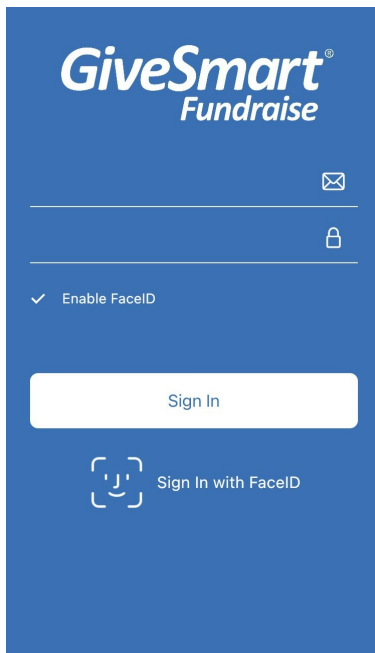 GiveSmart®
Fundraise
Enable FaceID
Sign In
Sign In with FaceID